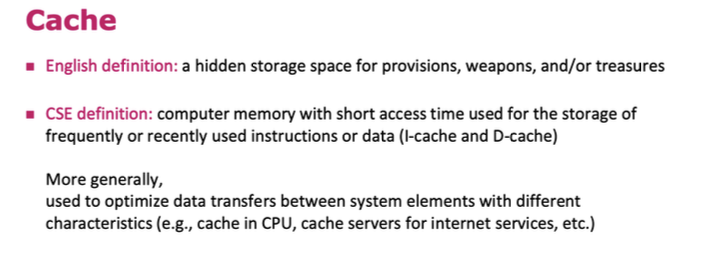 Cache
▪ English definition: a hidden storage space for provisions, weapons, and/or treasures
▪ CSE definition: computer memory with short access time used for the storage of
frequently or recently used instructions or data (I-cache and D-cache)
More generally,
used to optimize data transfers between system elements with different
characteristics (e.g., cache in CPU, cache servers for internet services, etc.)